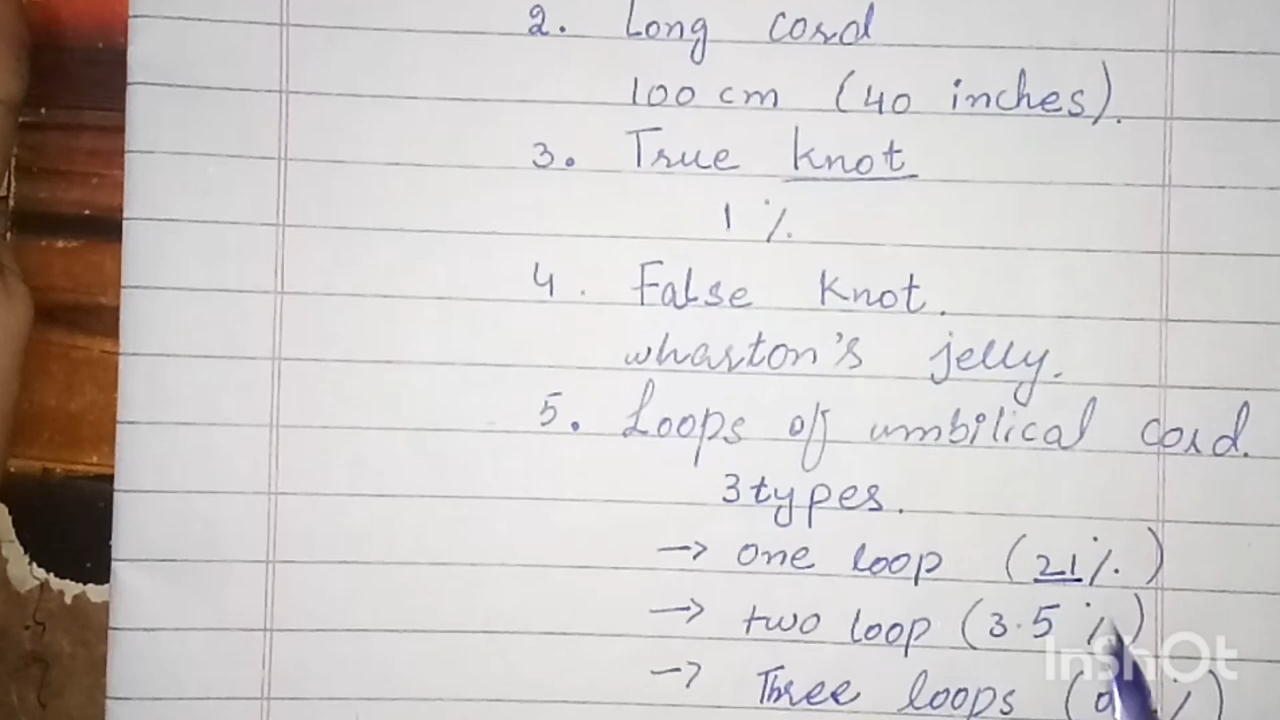 2. Long cord
100 cm (40 inches).
3. True knot
1 %.
4. False knot.
wharton's jelly.
5. Loops of umbilical cord.
3 types.
→ one loop (21%)
→ two loop (3.5 %)
→ Three loops (
InShOt